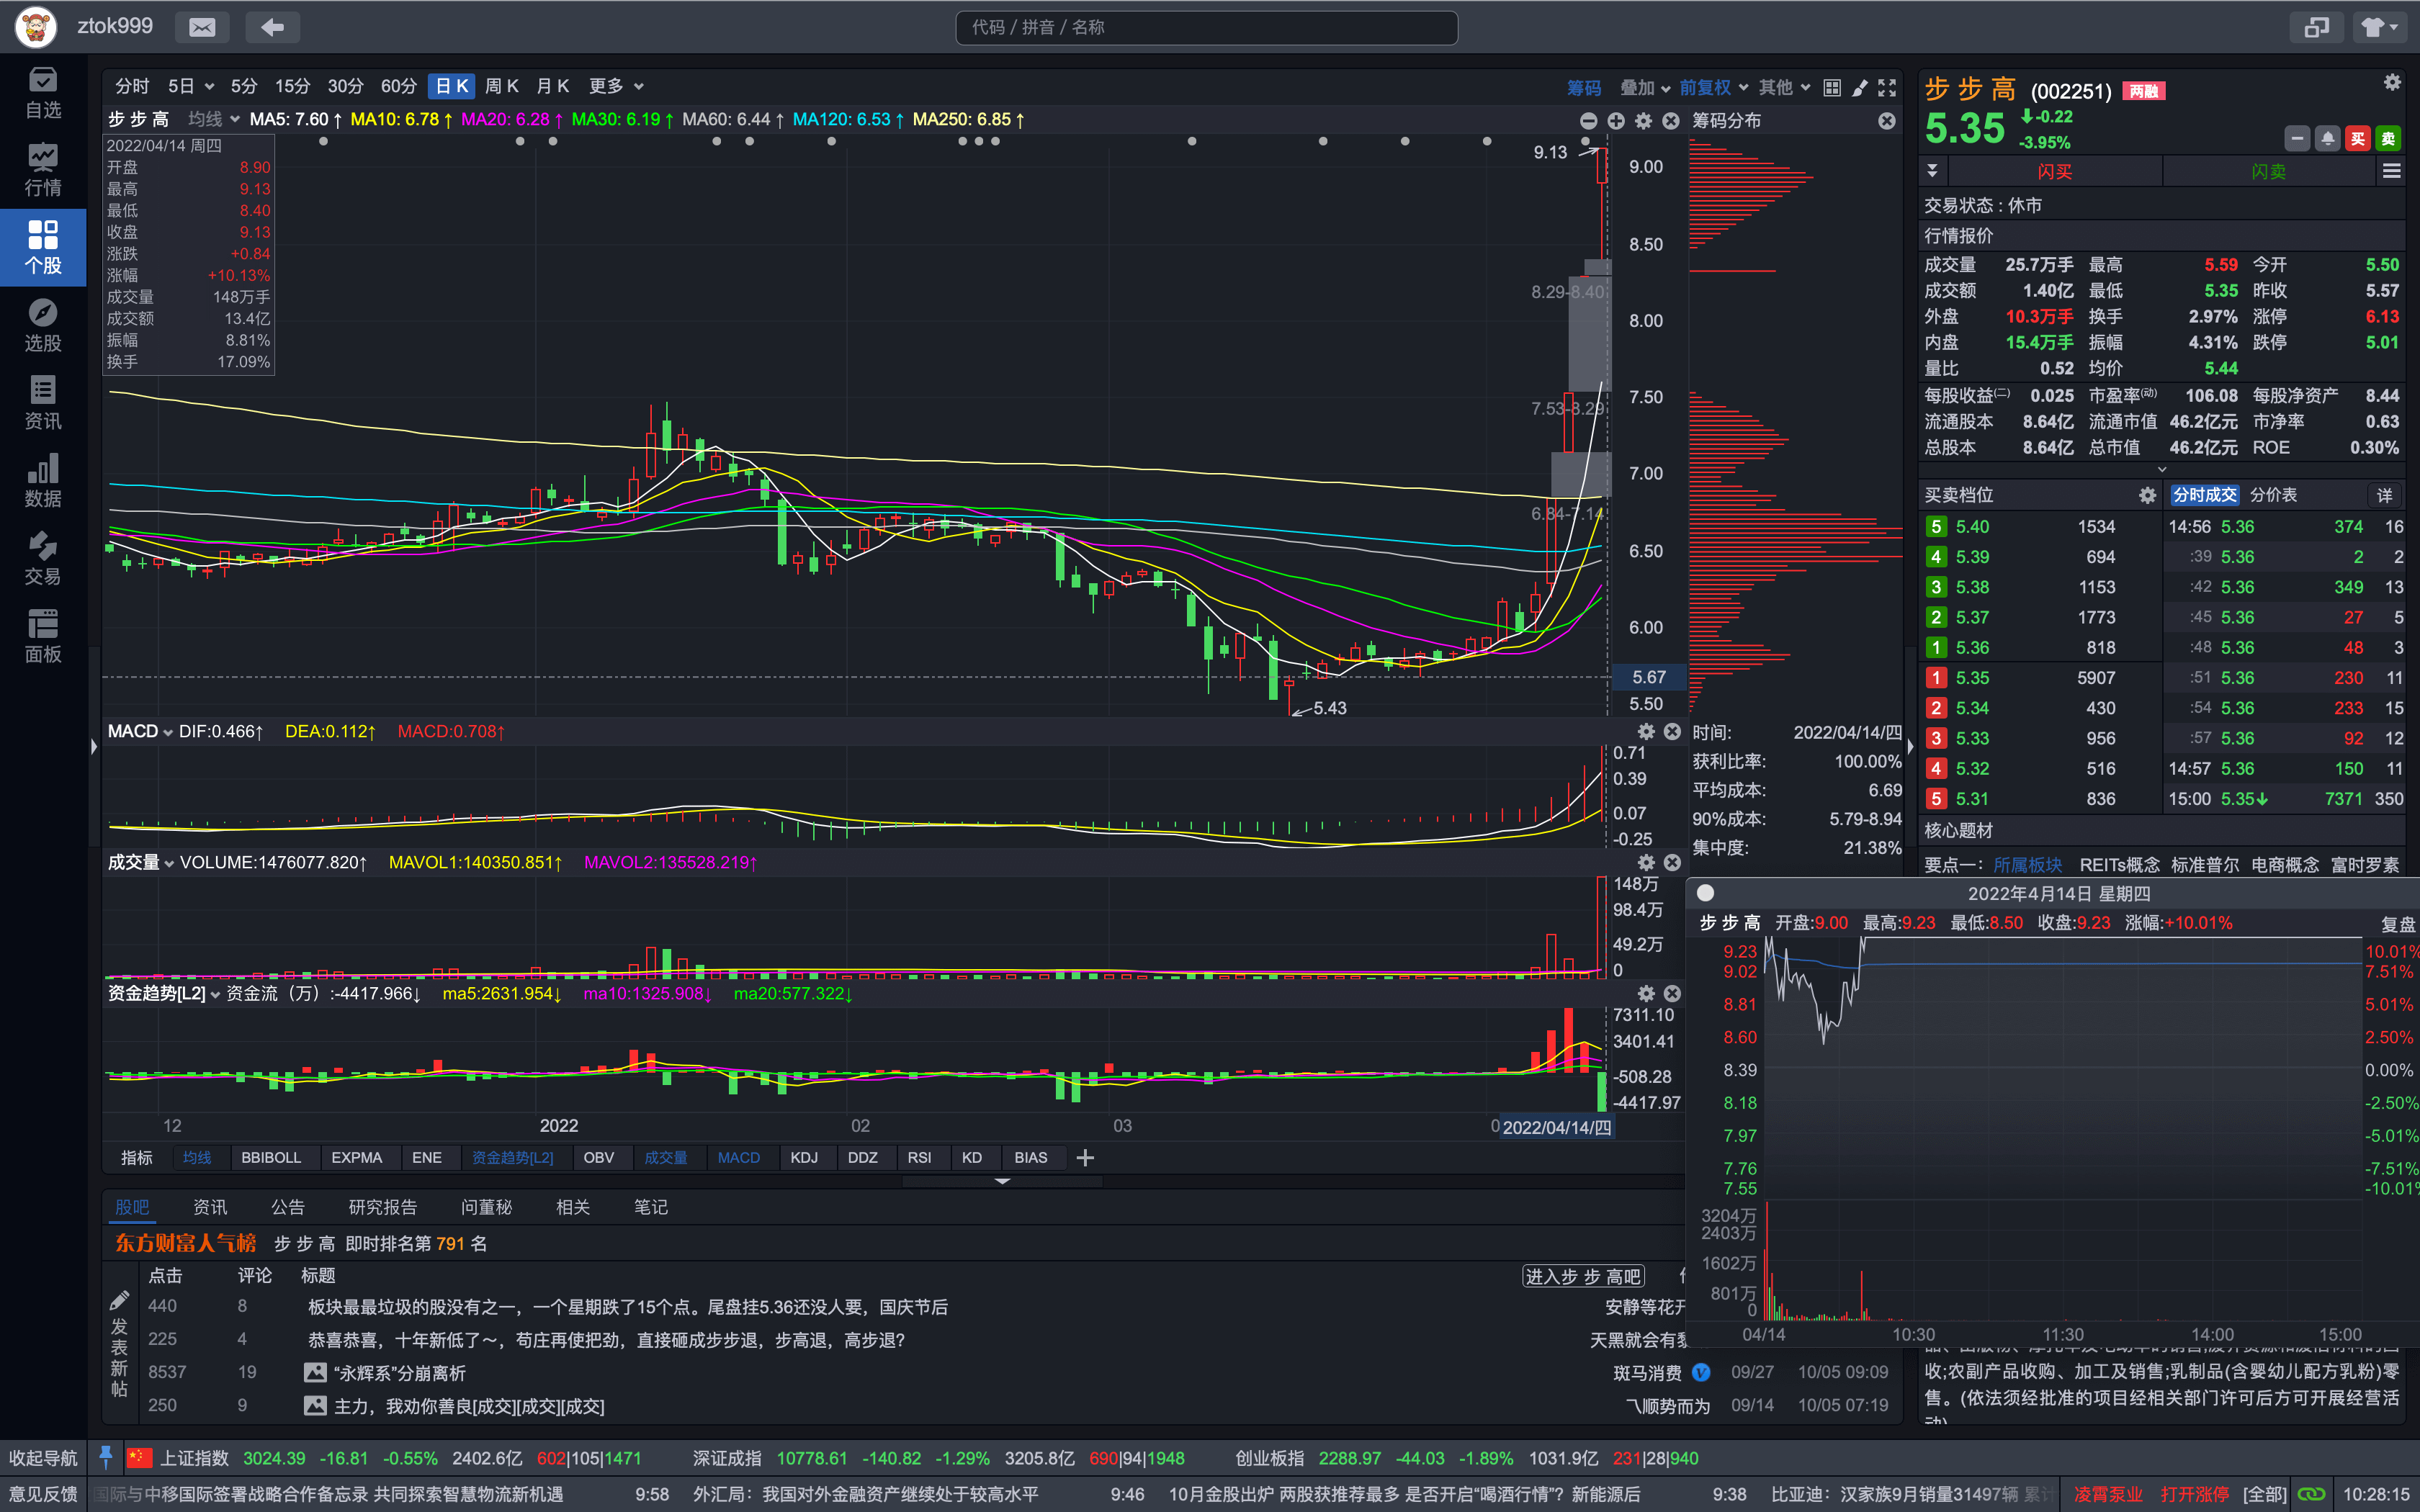 ztok999
代码 / 拼音 / 名称
自选
行情
个股
选股
资讯
数据
交易
面板
分时 5日 5分 15分 30分 60分 日K 周K 月K 更多
筹码 叠加 前复权 其他
步步高 均线 MA5: 7.60↑ MA10: 6.78↑ MA20: 6.28↑ MA30: 6.19↑ MA60: 6.44↑ MA120: 6.53↑ MA250: 6.85↑
筹码分布
2022/04/14 周四
开盘 8.90
最高 9.13
最低 8.40
收盘 9.13
涨跌 +0.84
涨幅 +10.13%
成交量 148万手
成交额 13.4亿
振幅 8.81%
换手 17.09%
9.13
8.29-8.40
7.53-8.29
6.84-7.14
5.43
9.00
8.50
8.00
7.50
7.00
6.50
6.00
5.67
5.50
MACD DIF:0.466↑ DEA:0.112↑ MACD:0.708↑
0.71
0.39
0.07
-0.25
成交量 VOLUME:1476077.820↑ MAVOL1:140350.851↑ MAVOL2:135528.219↑
148万
98.4万
49.2万
0
资金趋势[L2] 资金流（万）:-4417.966↓ ma5:2631.954↓ ma10:1325.908↓ ma20:577.322↓
7311.10
3401.41
-508.28
-4417.97
12 2022 02 03 0 2022/04/14/四
指标 均线 BBIBOLL EXPMA ENE 资金趋势[L2] OBV 成交量 MACD KDJ DDZ RSI KD BIAS
时间: 2022/04/14/四
获利比率: 100.00%
平均成本: 6.69
90%成本: 5.79-8.94
集中度: 21.38%
步步高 (002251) 两融
5.35 -0.22
-3.95%
买 卖
闪买 闪卖
交易状态 : 休市
行情报价
成交量 25.7万手 最高 5.59 今开 5.50
成交额 1.40亿 最低 5.35 昨收 5.57
外盘 10.3万手 换手 2.97% 涨停 6.13
内盘 15.4万手 振幅 4.31% 跌停 5.01
量比 0.52 均价 5.44
每股收益(二) 0.025 市盈率(动) 106.08 每股净资产 8.44
流通股本 8.64亿 流通市值 46.2亿元 市净率 0.63
总股本 8.64亿 总市值 46.2亿元 ROE 0.30%
买卖档位 分时成交 分价表 详
5 5.40 1534 14:56 5.36 374 16
4 5.39 694 :39 5.36 2 2
3 5.38 1153 :42 5.36 349 13
2 5.37 1773 :45 5.36 27 5
1 5.36 818 :48 5.36 48 3
1 5.35 5907 :51 5.36 230 11
2 5.34 430 :54 5.36 233 15
3 5.33 956 :57 5.36 92 12
4 5.32 516 14:57 5.36 150 11
5 5.31 836 15:00 5.35↓ 7371 350
核心题材
要点一： 所属板块 REITs概念 标准普尔 电商概念 富时罗素
2022年4月14日 星期四
步步高 开盘:9.00 最高:9.23 最低:8.50 收盘:9.23 涨幅:+10.01% 复盘
9.23 10.01%
9.02 7.51%
8.81 5.01%
8.60 2.50%
8.39 0.00%
8.18 -2.50%
7.97 -5.01%
7.76 -7.51%
7.55 -10.01%
3204万
2403万
1602万
801万
0
04/14 10:30 11:30 14:00 15:00
收;农副产品收购、加工及销售;乳制品(含婴幼儿配方乳粉)零
售。(依法须经批准的项目经相关部门许可后方可开展经营活
股吧 资讯 公告 研究报告 问董秘 相关 笔记
东方财富人气榜 步步高 即时排名第 791 名
发表新帖
点击 评论 标题 进入步步高吧
440 8 板块最最垃圾的股没有之一，一个星期跌了15个点。尾盘挂5.36还没人要，国庆节后 安静等花开
225 4 恭喜恭喜，十年新低了～，苟庄再使把劲，直接砸成步步退，步高退，高步退? 天黑就会有
8537 19 “永辉系”分崩离析 斑马消费 09/27 10/05 09:09
250 9 主力，我劝你善良[成交][成交][成交] 乀顺势而为 09/14 10/05 07:19
收起导航 上证指数 3024.39 -16.81 -0.55% 2402.6亿 602|105|1471 深证成指 10778.61 -140.82 -1.29% 3205.8亿 690|94|1948 创业板指 2288.97 -44.03 -1.89% 1031.9亿 231|28|940
意见反馈 国际与中移国际签署战略合作备忘录 共同探索智慧物流新机遇 9:58 外汇局：我国对外金融资产继续处于较高水平 9:46 10月金股出炉 两股获推荐最多 是否开启“喝酒行情”？新能源后 9:38 比亚迪：汉家族9月销量31497辆 累计 凌霄泵业 打开涨停 [全部] 10:28:15